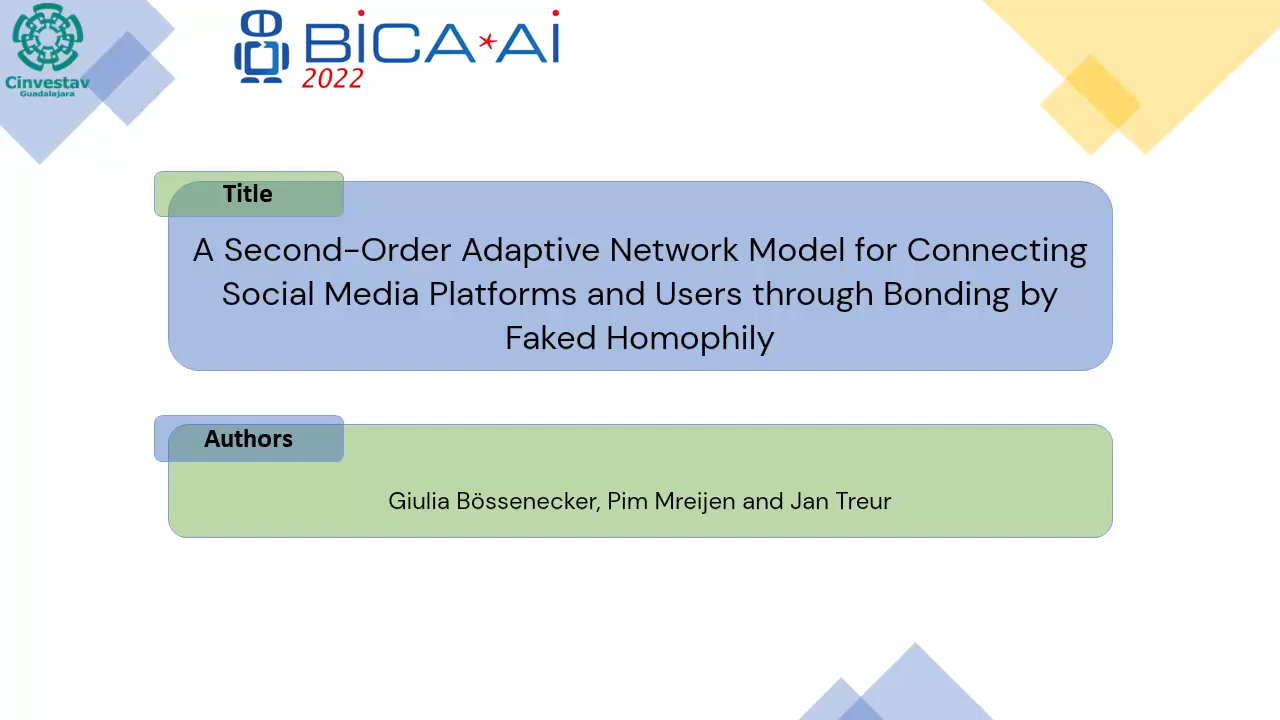 Cinvestav
Guadalajara
BiCA*Ai
2022
Title
A Second-Order Adaptive Network Model for Connecting
Social Media Platforms and Users through Bonding by
Faked Homophily
Authors
Giulia Bössenecker, Pim Mreijen and Jan Treur